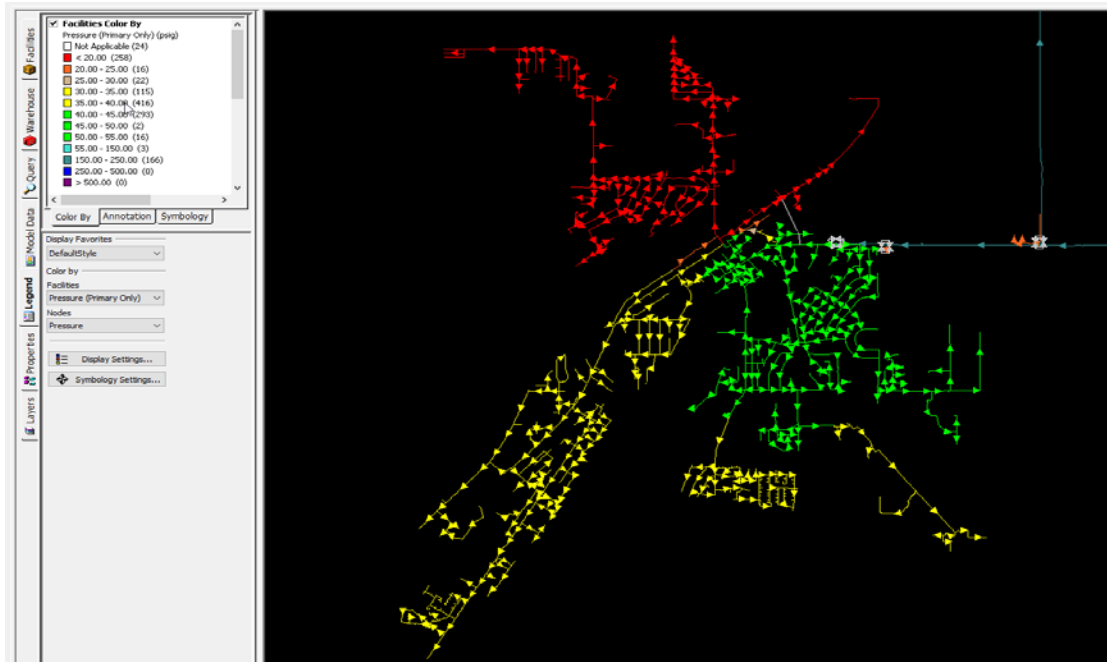 Facilities
Warehouse
Query
Model Data
Legend
Properties
Layers
Facilities Color By
Pressure (Primary Only) (psig)
Not Applicable (24)
< 20.00 (258)
20.00 - 25.00 (16)
25.00 - 30.00 (22)
30.00 - 35.00 (115)
35.00 - 40.00 (416)
40.00 - 45.00 (293)
45.00 - 50.00 (2)
50.00 - 55.00 (16)
55.00 - 150.00 (3)
150.00 - 250.00 (166)
250.00 - 500.00 (0)
> 500.00 (0)
Color By Annotation Symbology
Display Favorites
DefaultStyle
Color by
Facilities
Pressure (Primary Only)
Nodes
Pressure
Display Settings...
Symbology Settings...